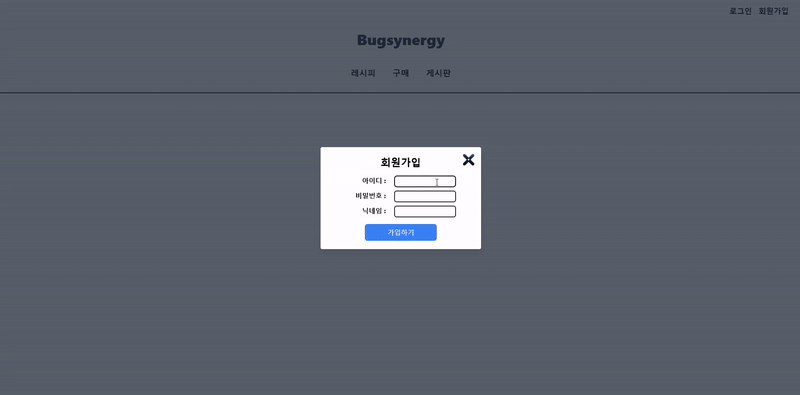 로그인 회원가입
Bugsynergy
레시피 구매 게시판
회원가입
아이디 :
비밀번호 :
닉네임 :
가입하기